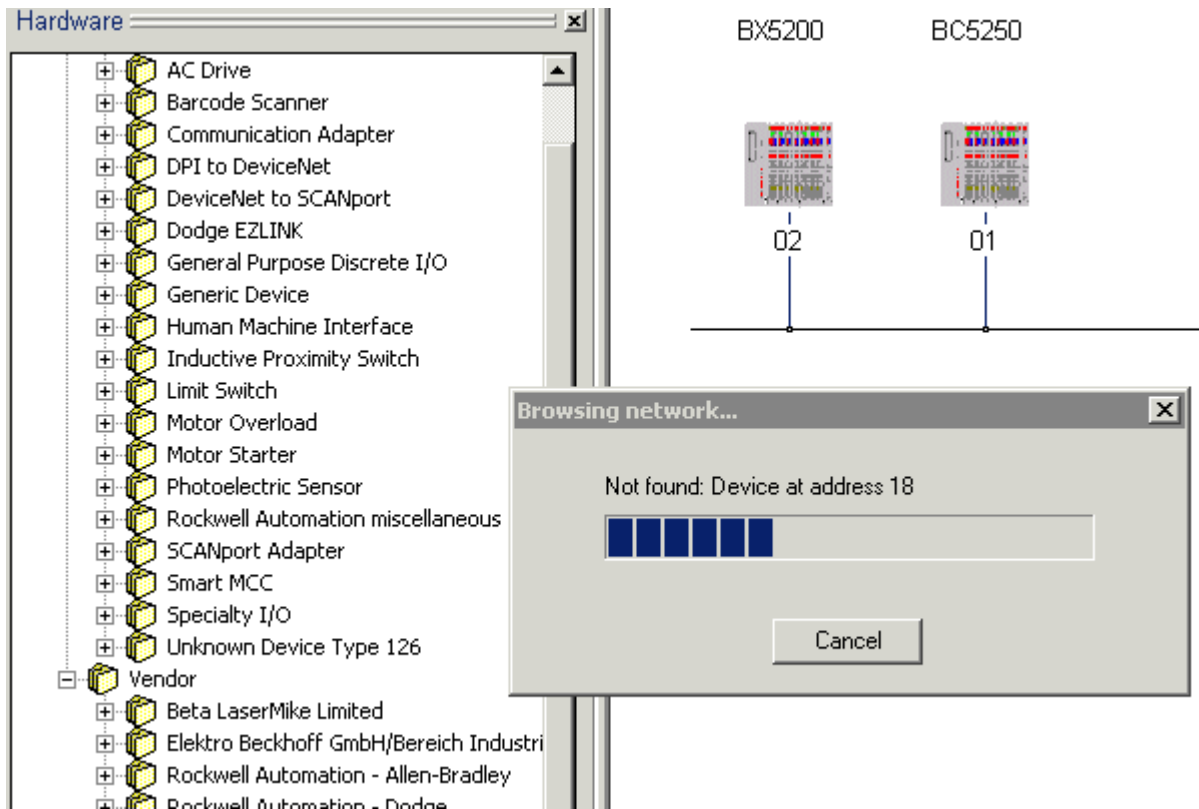 Hardware
AC Drive
Barcode Scanner
Communication Adapter
DPI to DeviceNet
DeviceNet to SCANport
Dodge EZLINK
General Purpose Discrete I/O
Generic Device
Human Machine Interface
Inductive Proximity Switch
Limit Switch
Motor Overload
Motor Starter
Photoelectric Sensor
Rockwell Automation miscellaneous
SCANport Adapter
Smart MCC
Specialty I/O
Unknown Device Type 126
Vendor
Beta LaserMike Limited
Elektro Beckhoff GmbH/Bereich Industri
Rockwell Automation - Allen-Bradley
Rockwell Automation - Dodge
BX5200 BC5250
02 01
Browsing network...
Not found: Device at address 18
Cancel